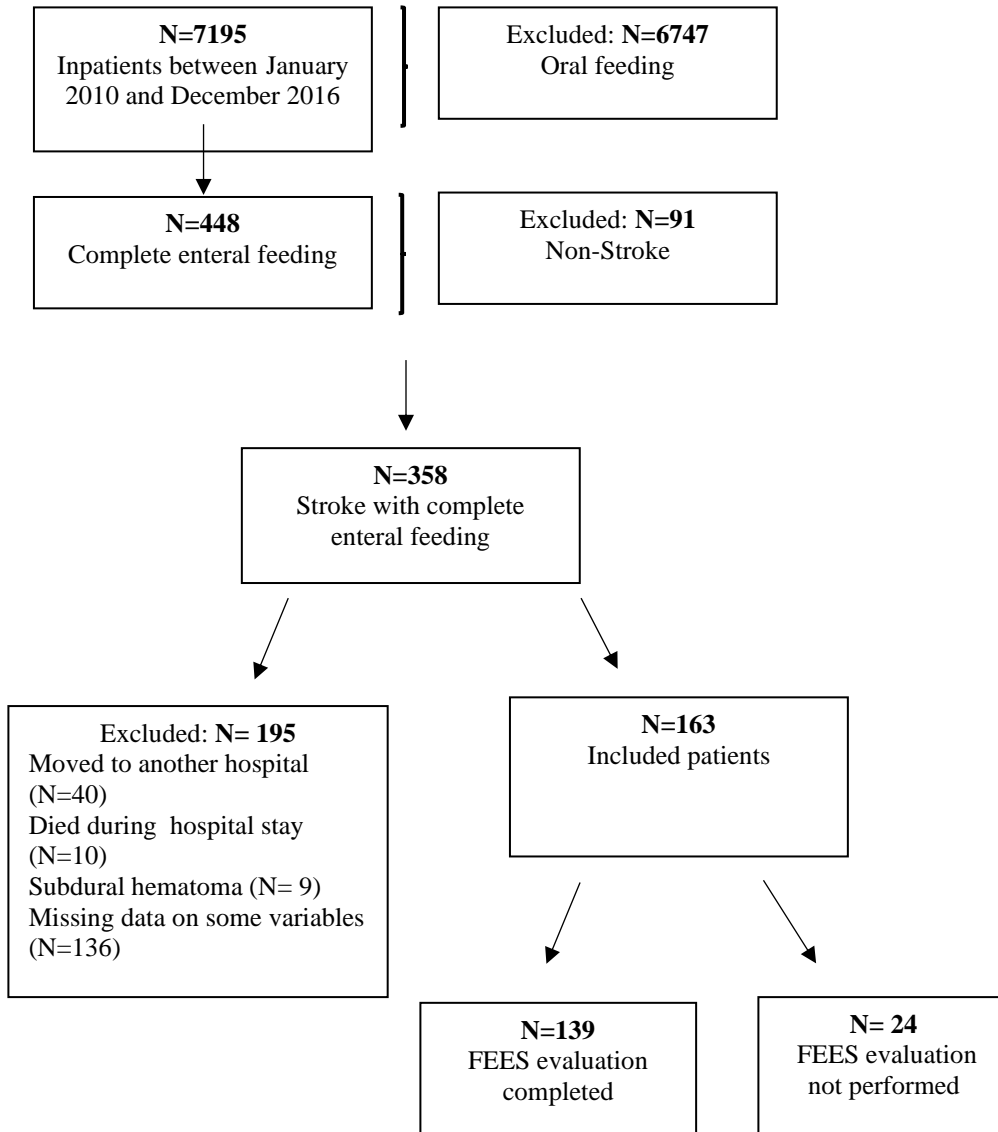 N=7195
Inpatients between January
2010 and December 2016
Excluded: N=6747
Oral feeding
N=448
Complete enteral feeding
Excluded: N=91
Non-Stroke
N=358
Stroke with complete
enteral feeding
Excluded: N= 195
Moved to another hospital
(N=40)
Died during hospital stay
(N=10)
Subdural hematoma (N= 9)
Missing data on some variables
(N=136)
N=163
Included patients
N=139
FEES evaluation
completed
N= 24
FEES evaluation
not performed